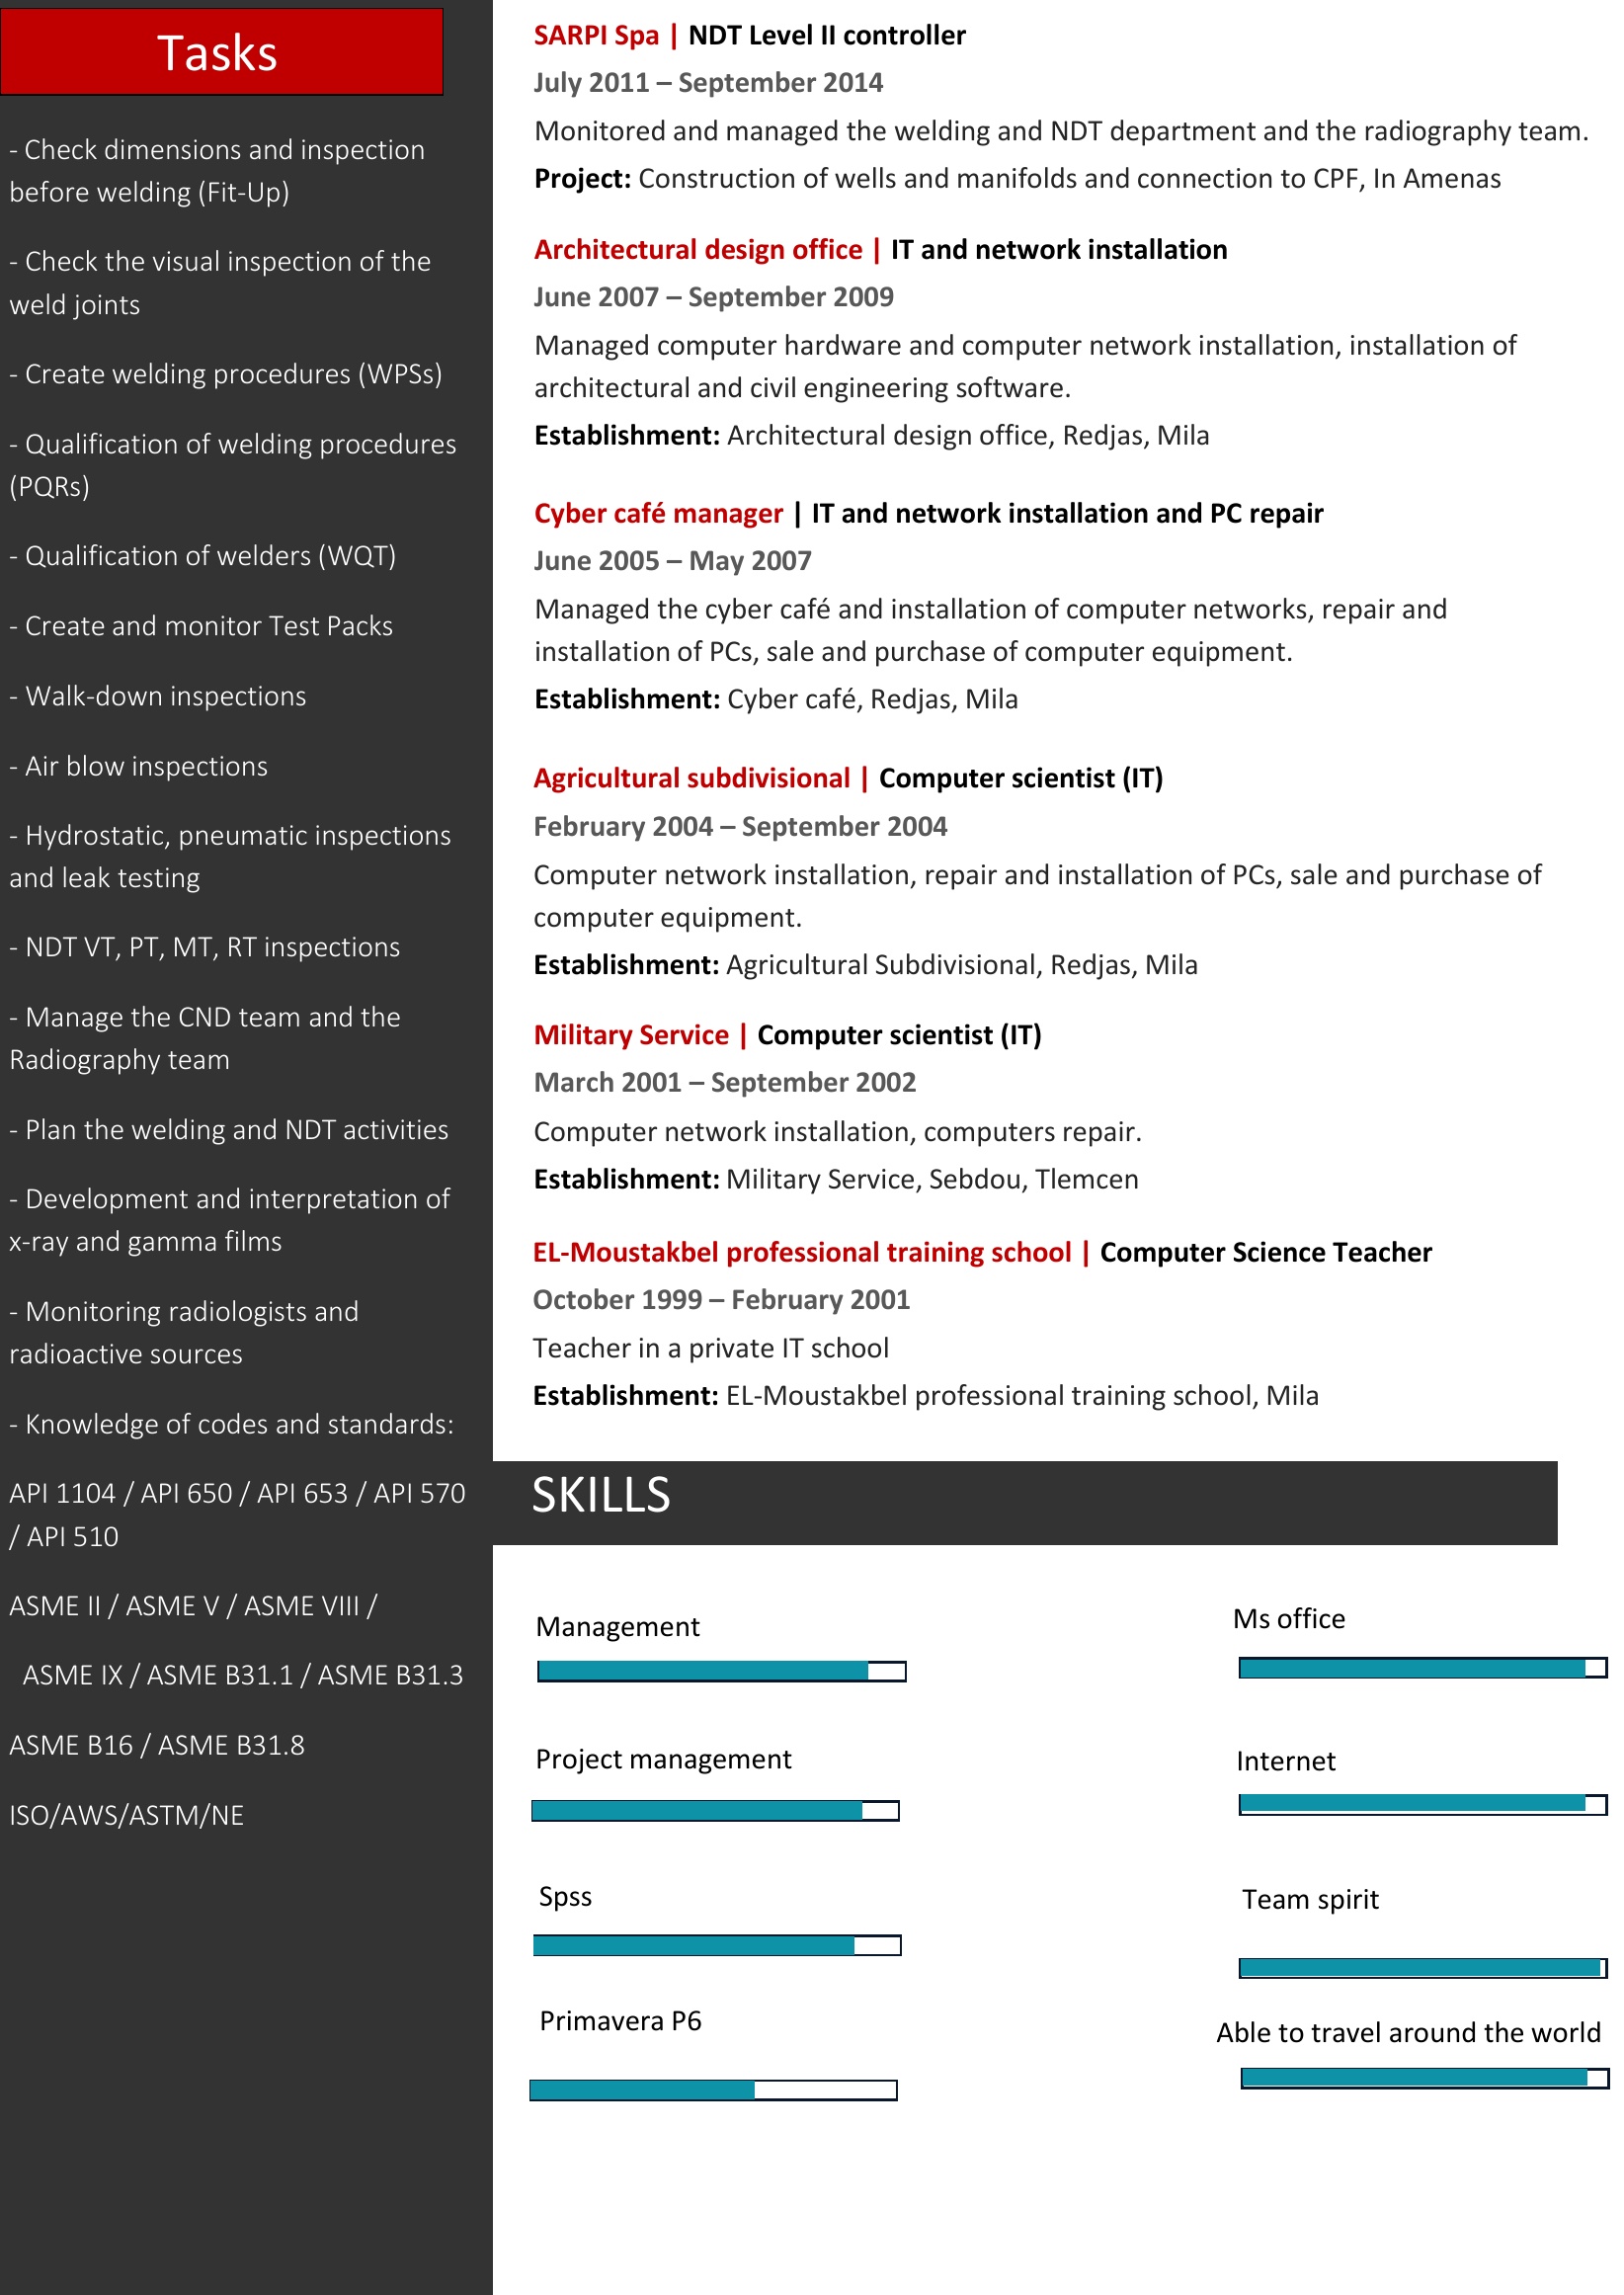 Tasks
- Check dimensions and inspection
before welding (Fit-Up)
- Check the visual inspection of the
weld joints
- Create welding procedures (WPSs)
- Qualification of welding procedures
(PQRs)
- Qualification of welders (WQT)
- Create and monitor Test Packs
- Walk-down inspections
- Air blow inspections
- Hydrostatic, pneumatic inspections
and leak testing
- NDT VT, PT, MT, RT inspections
- Manage the CND team and the
Radiography team
- Plan the welding and NDT activities
- Development and interpretation of
x-ray and gamma films
- Monitoring radiologists and
radioactive sources
- Knowledge of codes and standards:
API 1104 / API 650 / API 653 / API 570
/ API 510
ASME II / ASME V / ASME VIII /
ASME IX / ASME B31.1 / ASME B31.3
ASME B16 / ASME B31.8
ISO/AWS/ASTM/NE
SARPI Spa | NDT Level II controller
July 2011 – September 2014
Monitored and managed the welding and NDT department and the radiography team.
Project: Construction of wells and manifolds and connection to CPF, In Amenas
Architectural design office | IT and network installation
June 2007 – September 2009
Managed computer hardware and computer network installation, installation of
architectural and civil engineering software.
Establishment: Architectural design office, Redjas, Mila
Cyber café manager | IT and network installation and PC repair
June 2005 – May 2007
Managed the cyber café and installation of computer networks, repair and
installation of PCs, sale and purchase of computer equipment.
Establishment: Cyber café, Redjas, Mila
Agricultural subdivisional | Computer scientist (IT)
February 2004 – September 2004
Computer network installation, repair and installation of PCs, sale and purchase of
computer equipment.
Establishment: Agricultural Subdivisional, Redjas, Mila
Military Service | Computer scientist (IT)
March 2001 – September 2002
Computer network installation, computers repair.
Establishment: Military Service, Sebdou, Tlemcen
EL-Moustakbel professional training school | Computer Science Teacher
October 1999 – February 2001
Teacher in a private IT school
Establishment: EL-Moustakbel professional training school, Mila
SKILLS
Management
Ms office
Project management
Internet
Spss
Team spirit
Primavera P6
Able to travel around the world